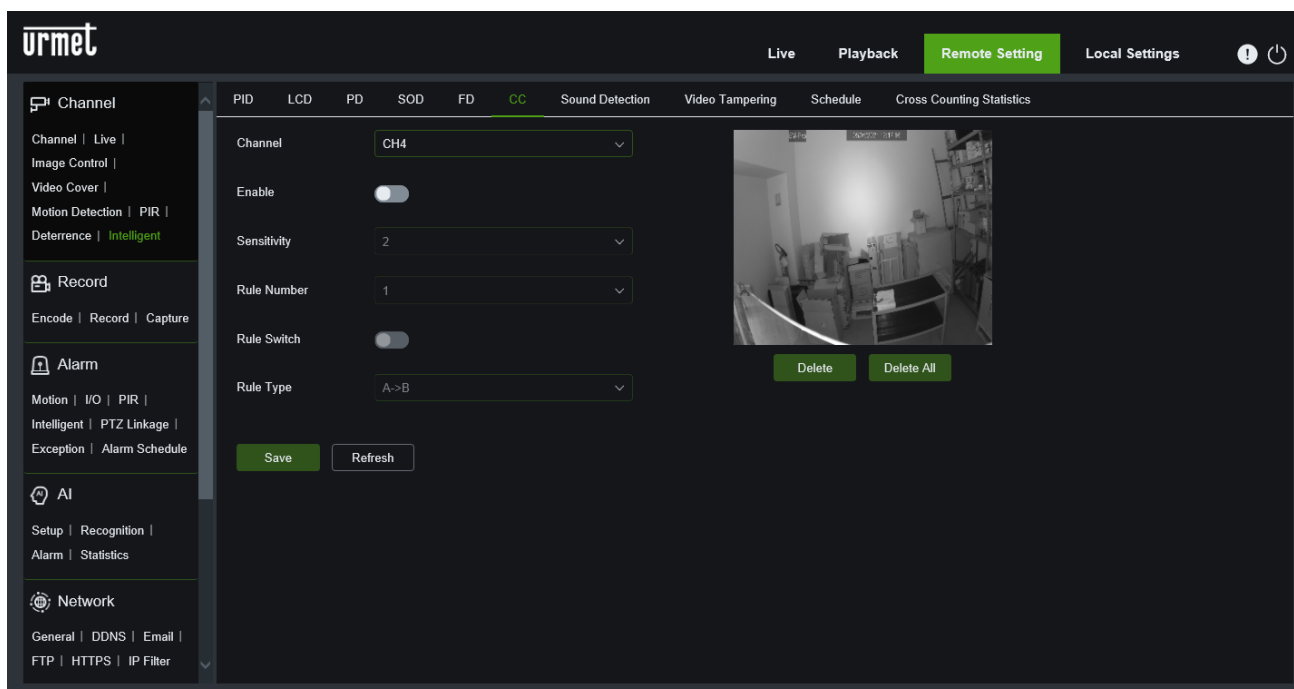 urmet
Live Playback Remote Setting Local Settings
Channel
Channel | Live |
Image Control |
Video Cover |
Motion Detection | PIR |
Deterrence | Intelligent
Record
Encode | Record | Capture
Alarm
Motion | I/O | PIR |
Intelligent | PTZ Linkage |
Exception | Alarm Schedule
AI
Setup | Recognition |
Alarm | Statistics
Network
General | DDNS | Email |
FTP | HTTPS | IP Filter
PID LCD PD SOD FD CC Sound Detection Video Tampering Schedule Cross Counting Statistics
Channel CH4
Enable
Sensitivity 2
Rule Number 1
Rule Switch
Rule Type A->B
Save Refresh
Delete Delete All